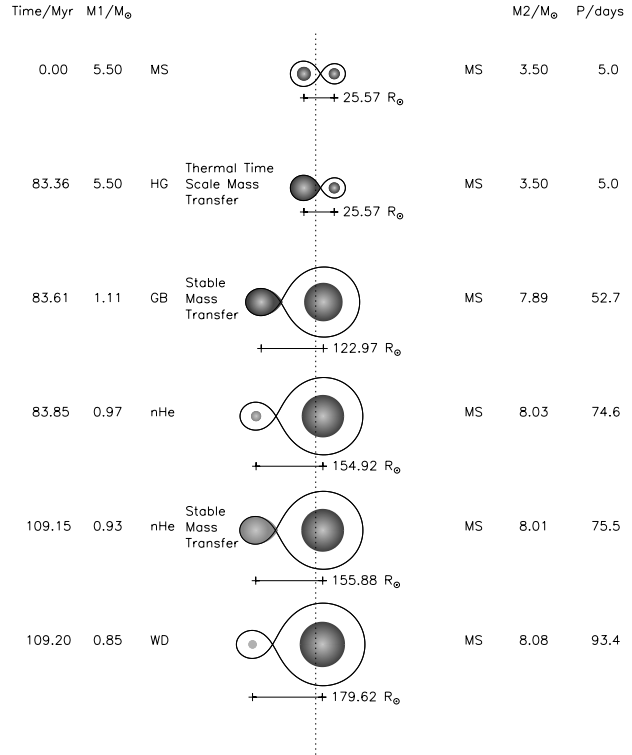 Time/Myr M1/M⊙ M2/M⊙ P/days
0.00 5.50 MS MS 3.50 5.0
25.57 R⊙
Thermal Time
83.36 5.50 HG Scale Mass MS 3.50 5.0
Transfer
25.57 R⊙
Stable
83.61 1.11 GB Mass MS 7.89 52.7
Transfer
122.97 R⊙
83.85 0.97 nHe MS 8.03 74.6
154.92 R⊙
Stable
109.15 0.93 nHe Mass MS 8.01 75.5
Transfer
155.88 R⊙
109.20 0.85 WD MS 8.08 93.4
179.62 R⊙